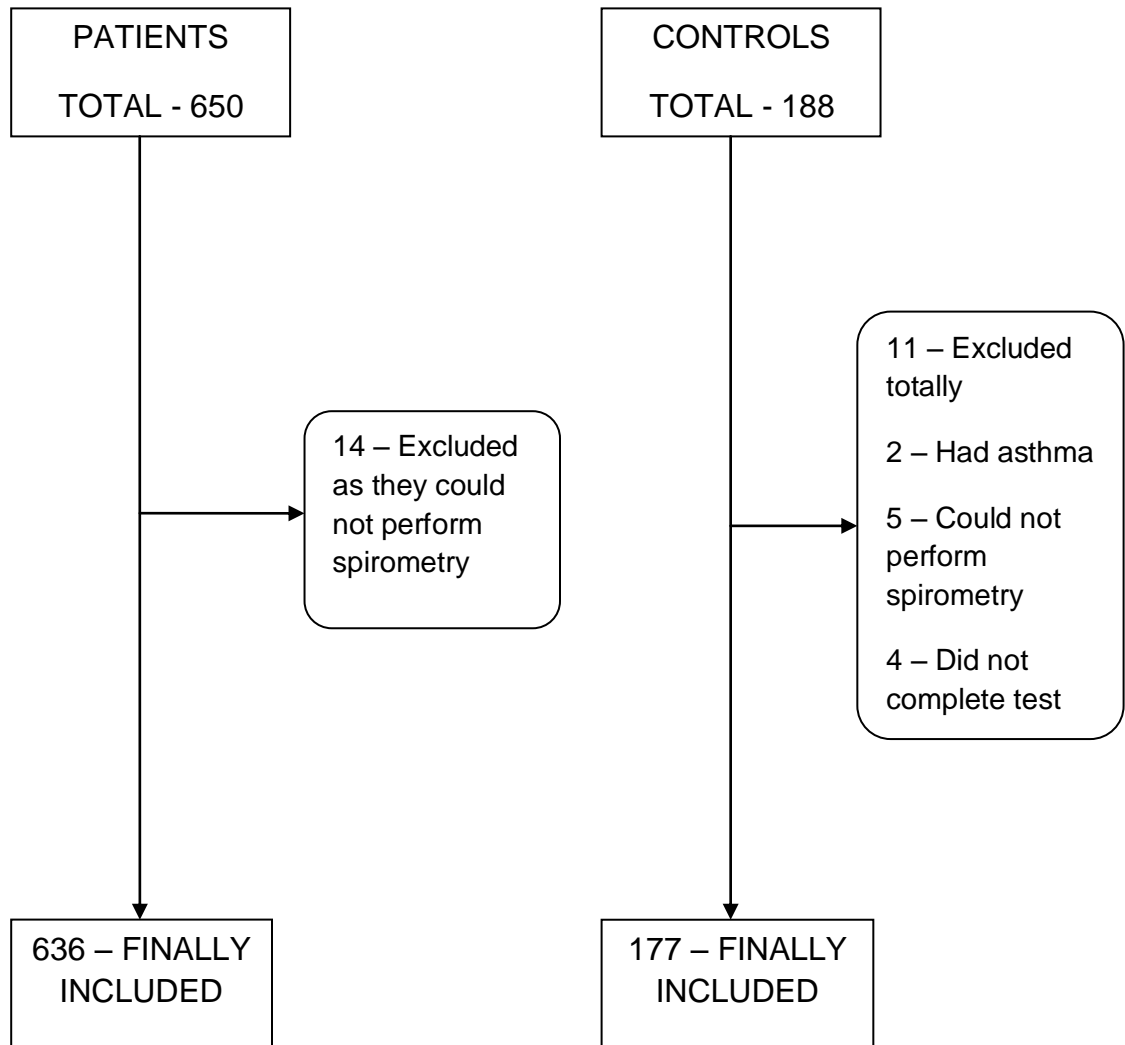 PATIENTS
TOTAL - 650
CONTROLS
TOTAL - 188
14 – Excluded
as they could
not perform
spirometry
11 – Excluded
totally
2 – Had asthma
5 – Could not
perform
spirometry
4 – Did not
complete test
636 – FINALLY
INCLUDED
177 – FINALLY
INCLUDED